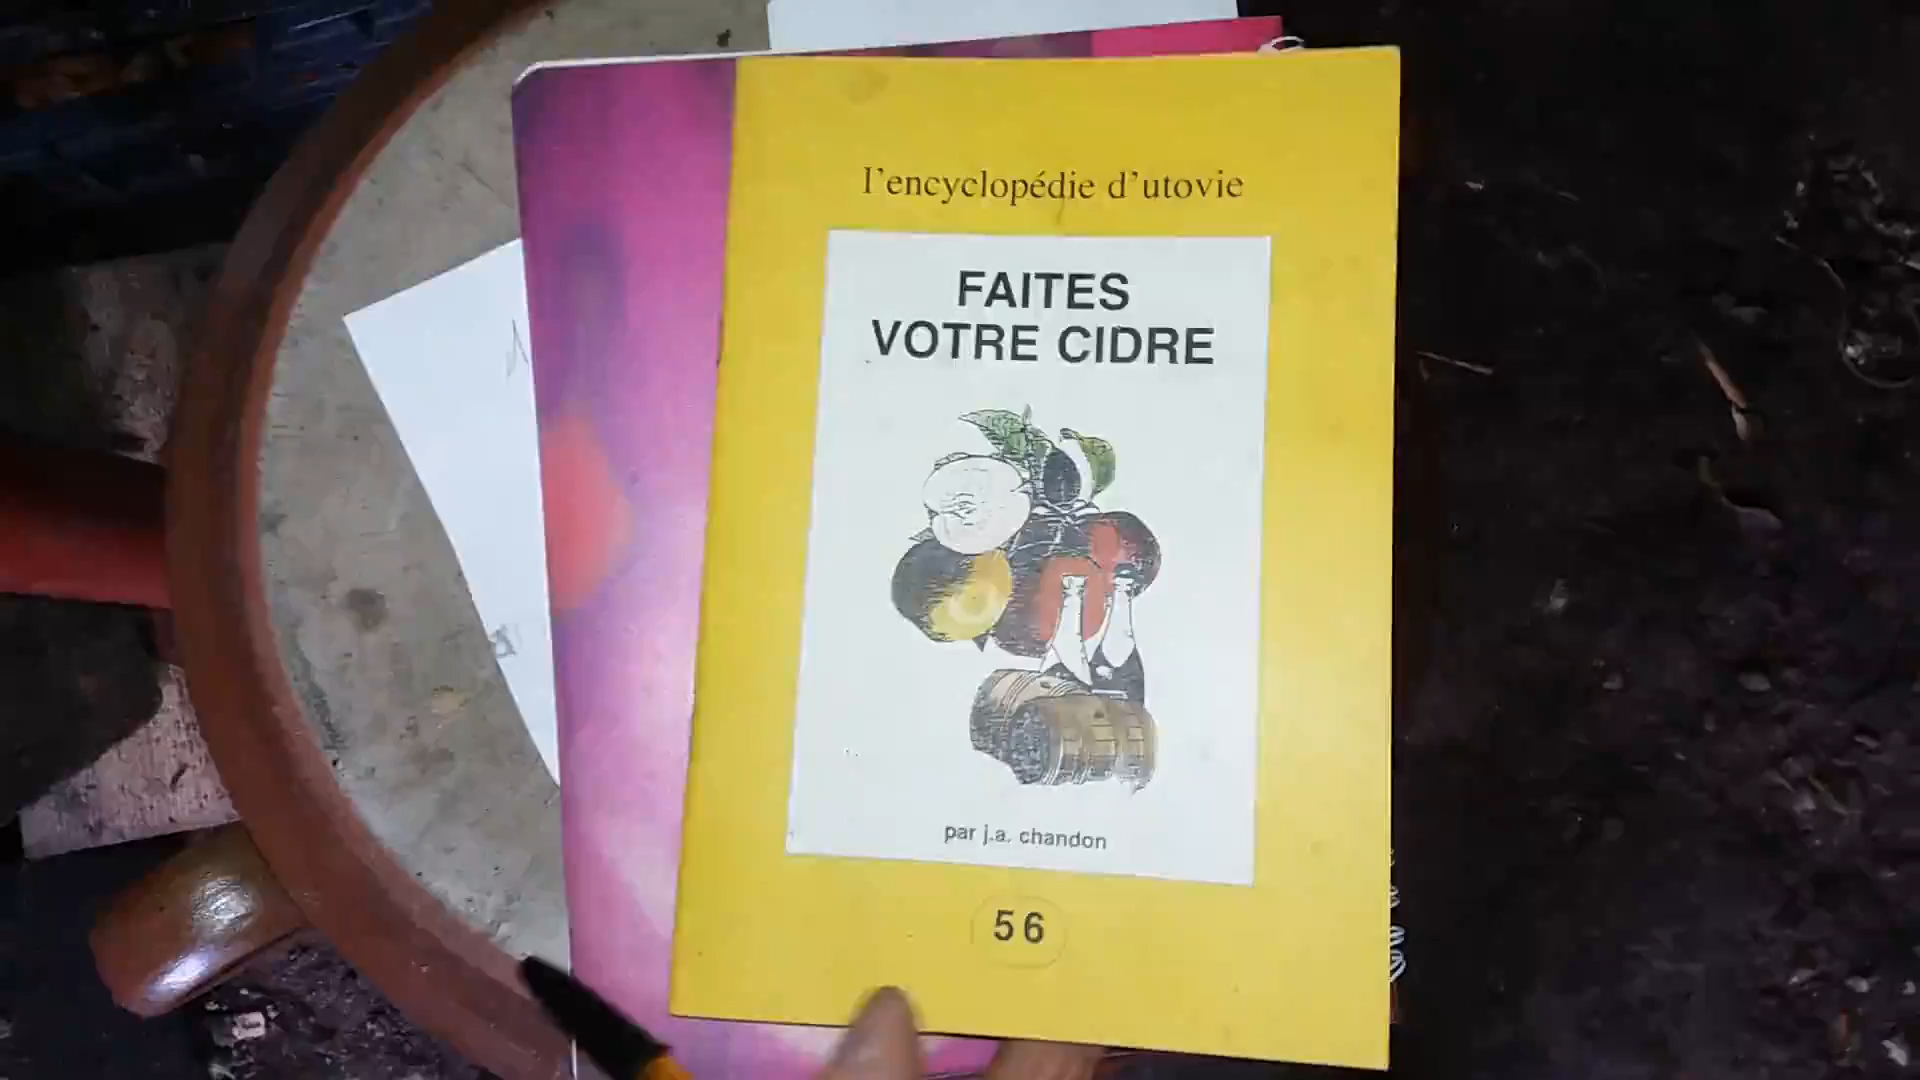 l'encyclopédie d'utovie
FAITES
VOTRE CIDRE
par j.a. chandon
56